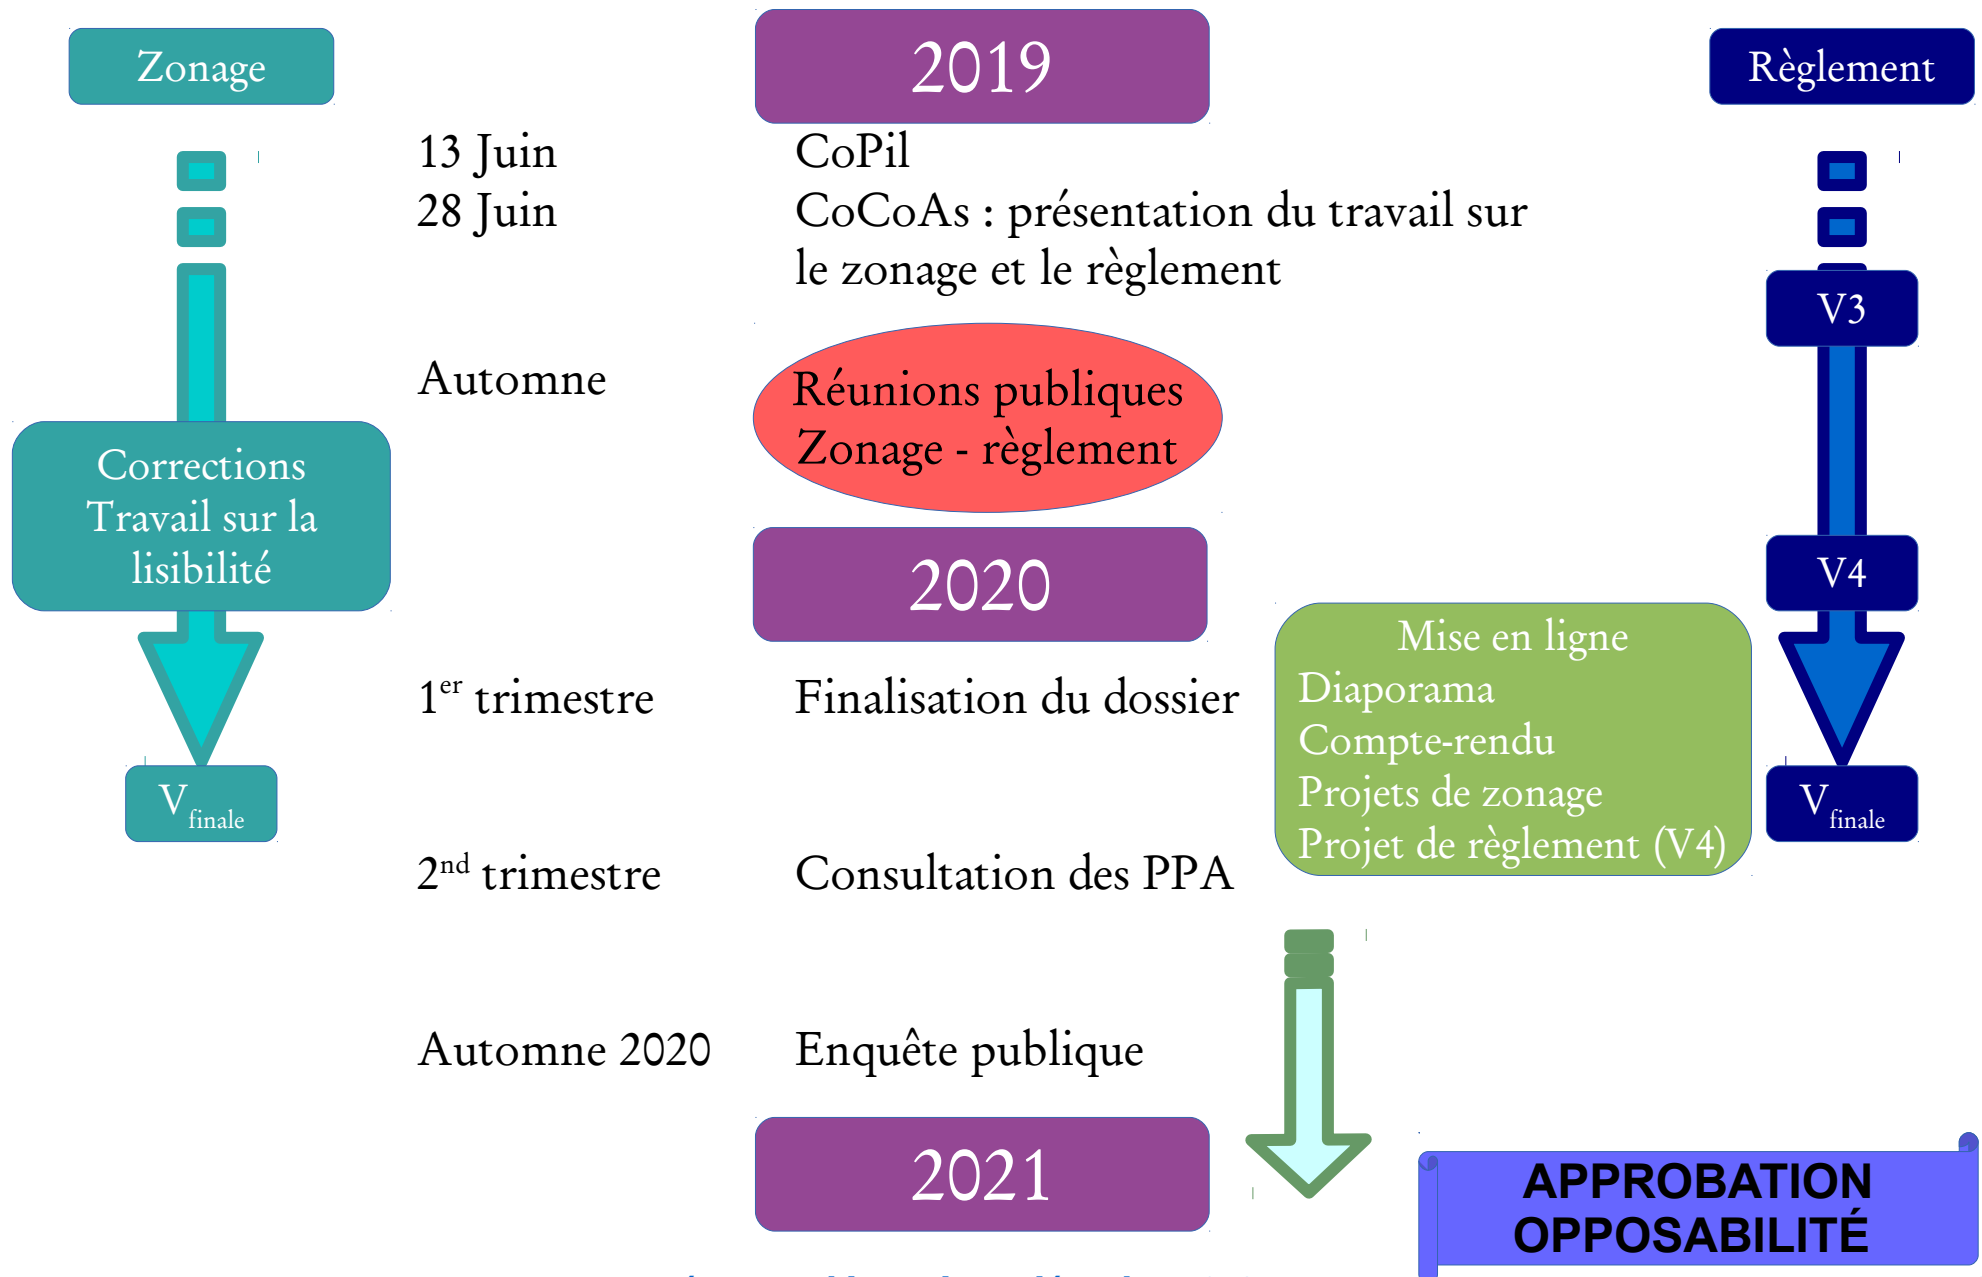 Zonage
2019
Règlement
13 Juin
CoPil
28 Juin
CoCoAs : présentation du travail sur
le zonage et le règlement
V3
Automne
Réunions publiques
Zonage - règlement
Corrections
Travail sur la
lisibilité
2020
V4
Mise en ligne
Diaporama
Compte-rendu
Projets de zonage
Projet de règlement (V4)
1er trimestre
Finalisation du dossier
Vfinale
Vfinale
2nd trimestre
Consultation des PPA
Automne 2020
Enquête publique
2021
APPROBATION
OPPOSABILITÉ